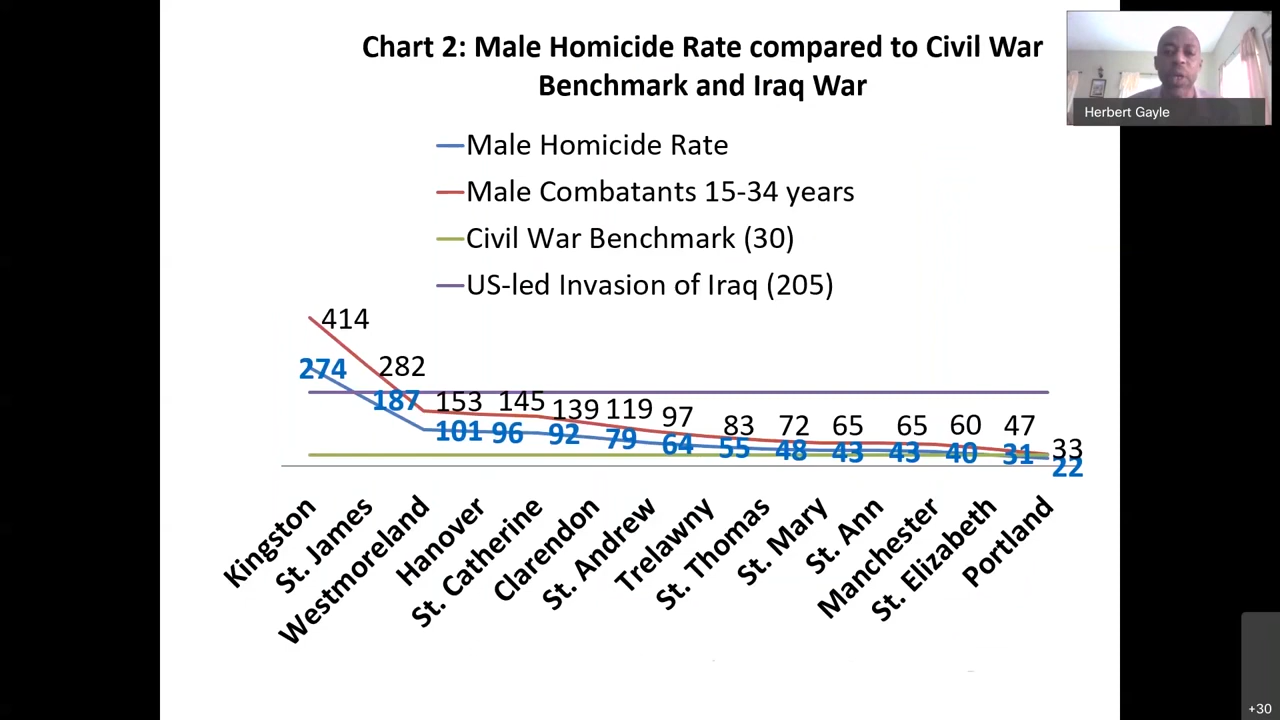 Chart 2: Male Homicide Rate compared to Civil War
Benchmark and Iraq War
Herbert Gayle
Male Homicide Rate
Male Combatants 15-34 years
Civil War Benchmark (30)
US-led Invasion of Iraq (205)
414
282
153 145 139 119 97 83 72 65 65 60 47 33
274
187
101 96 92 79 64 55 48 43 43 40 31 22
Kingston
St. James
Westmoreland
Hanover
St. Catherine
Clarendon
St. Andrew
Trelawny
St. Thomas
St. Mary
St. Ann
Manchester
St. Elizabeth
Portland
+30